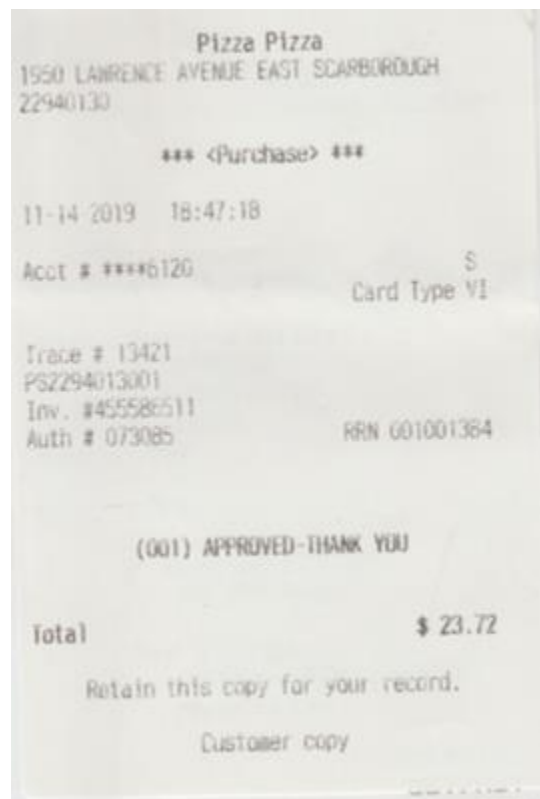 Pizza Pizza
1950 LAWRENCE AVENUE EAST SCARBOROUGH
22940130
*** <Purchase> ***
11-14-2019 18:47:18
Acct # ****6120 S
Card Type VI
Trace # 13421
PS2294013001
Inv. #455586511
Auth # 073085 RRN 001001384
(001) APPROVED-THANK YOU
Total $ 23.72
Retain this copy for your record.
Customer copy